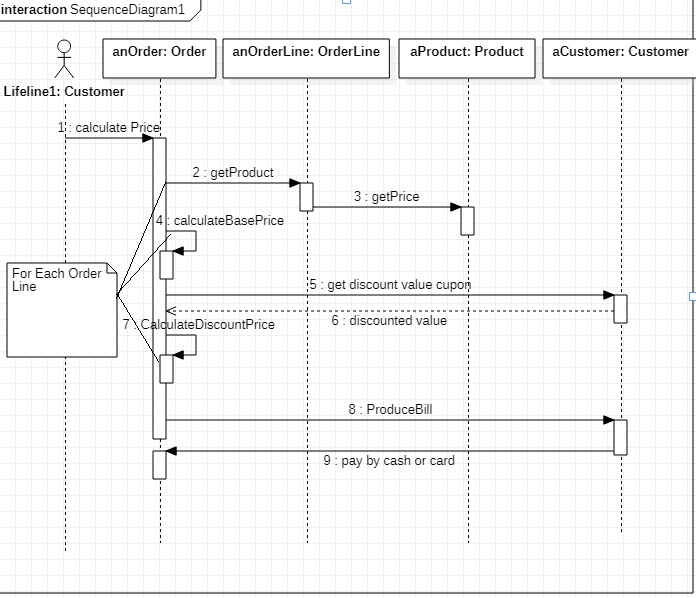 interaction SequenceDiagram1
anOrder: Order
anOrderLine: OrderLine
aProduct: Product
aCustomer: Customer
Lifeline1: Customer
1 : calculate Price
2 : getProduct
3 : getPrice
4 : calculateBasePrice
For Each Order
Line
5 : get discount value cupon
6 : discounted value
7 : CalculateDiscountPrice
8 : ProduceBill
9 : pay by cash or card